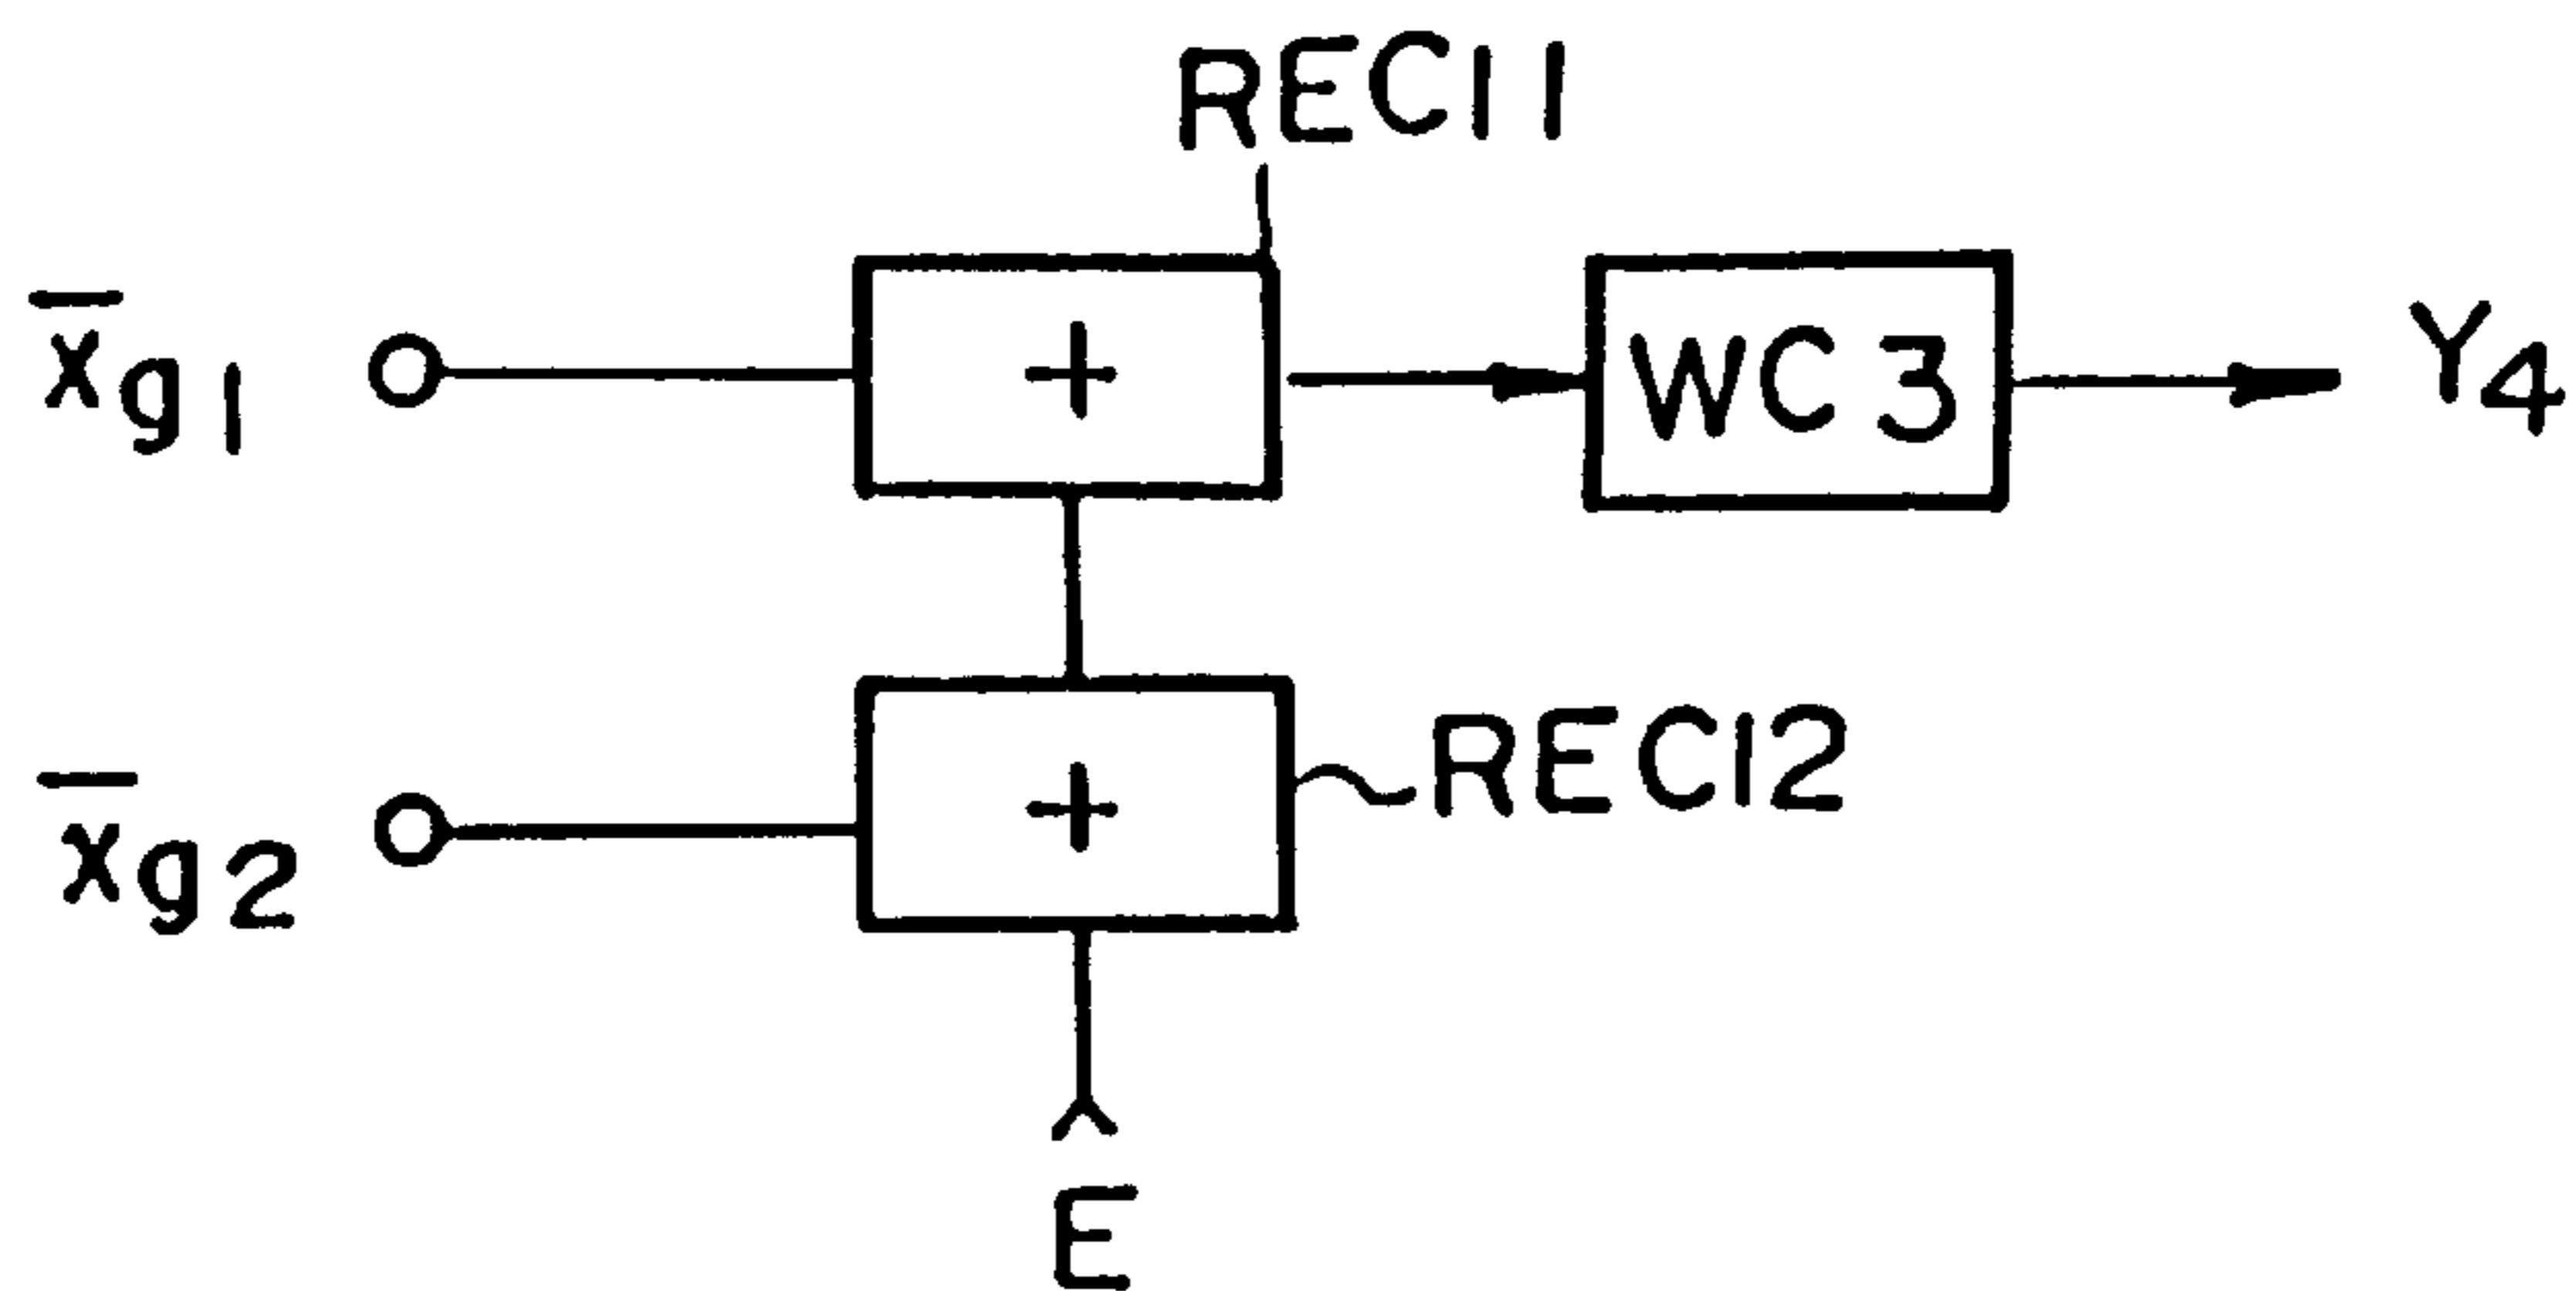 REC11
x̅g1
+
WC3
Y4
x̅g2
+
REC12
E